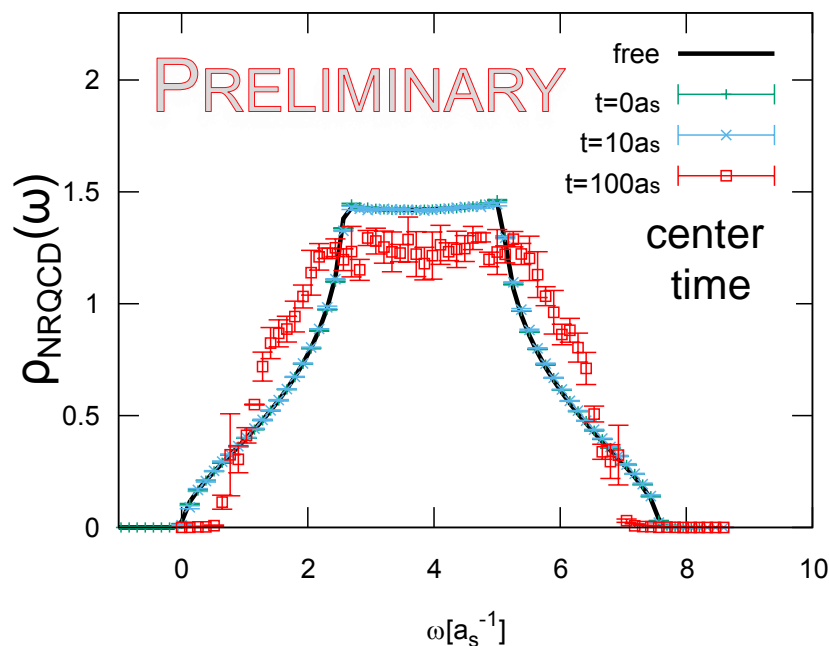 PRELIMINARY
free
t=0as
t=10as
t=100as
center
time
ρNRQCD(ω)
2
1.5
1
0.5
0
0 2 4 6 8 10
ω[as-1]